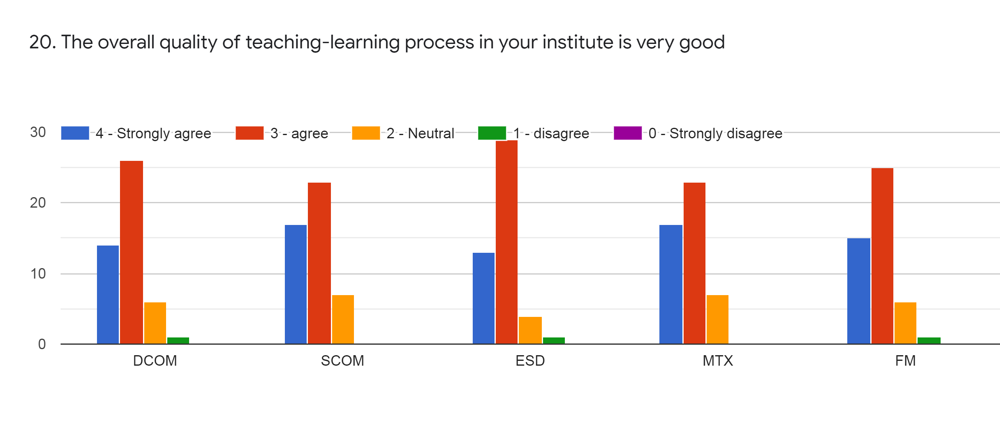 20. The overall quality of teaching-learning process in your institute is very good
30
4 - Strongly agree
3 - agree
2 - Neutral
1 - disagree
0 - Strongly disagree
20
10
0
DCOM
SCOM
ESD
MTX
FM